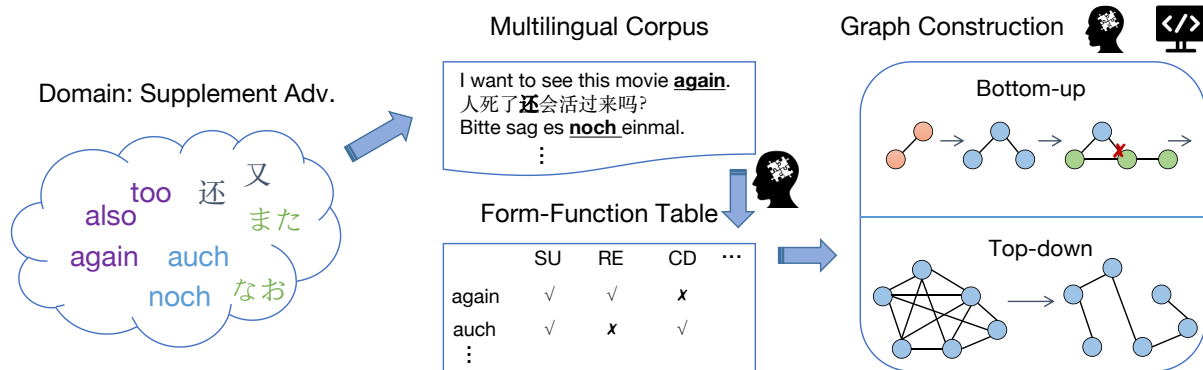 Domain: Supplement Adv.
too
还
又
also
また
again
auch
noch
なお
Multilingual Corpus
I want to see this movie again.
人死了还会活过来吗?
Bitte sag es noch einmal.
⋮
Form-Function Table
SU RE CD ···
again √ √ ✗
auch √ ✗ √
⋮
Graph Construction
</>
Bottom-up
Top-down